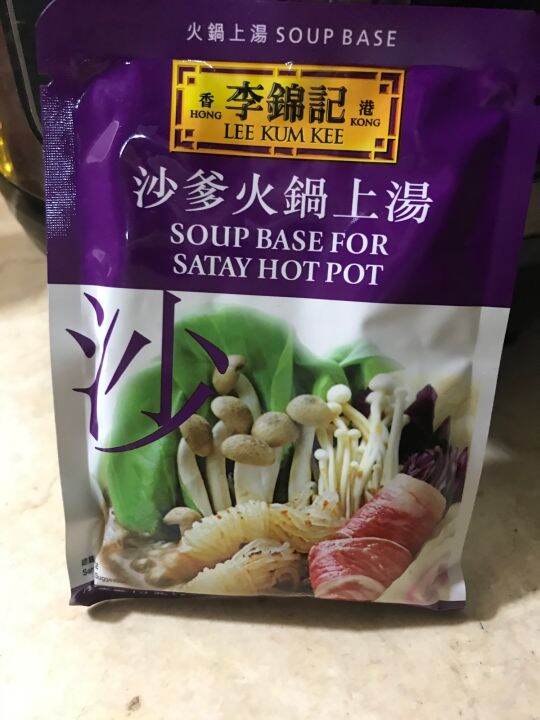 火鍋上湯 SOUP BASE
香 李錦記 港
HONG LEE KUM KEE KONG
沙爹火鍋上湯
SOUP BASE FOR
SATAY HOT POT
沙